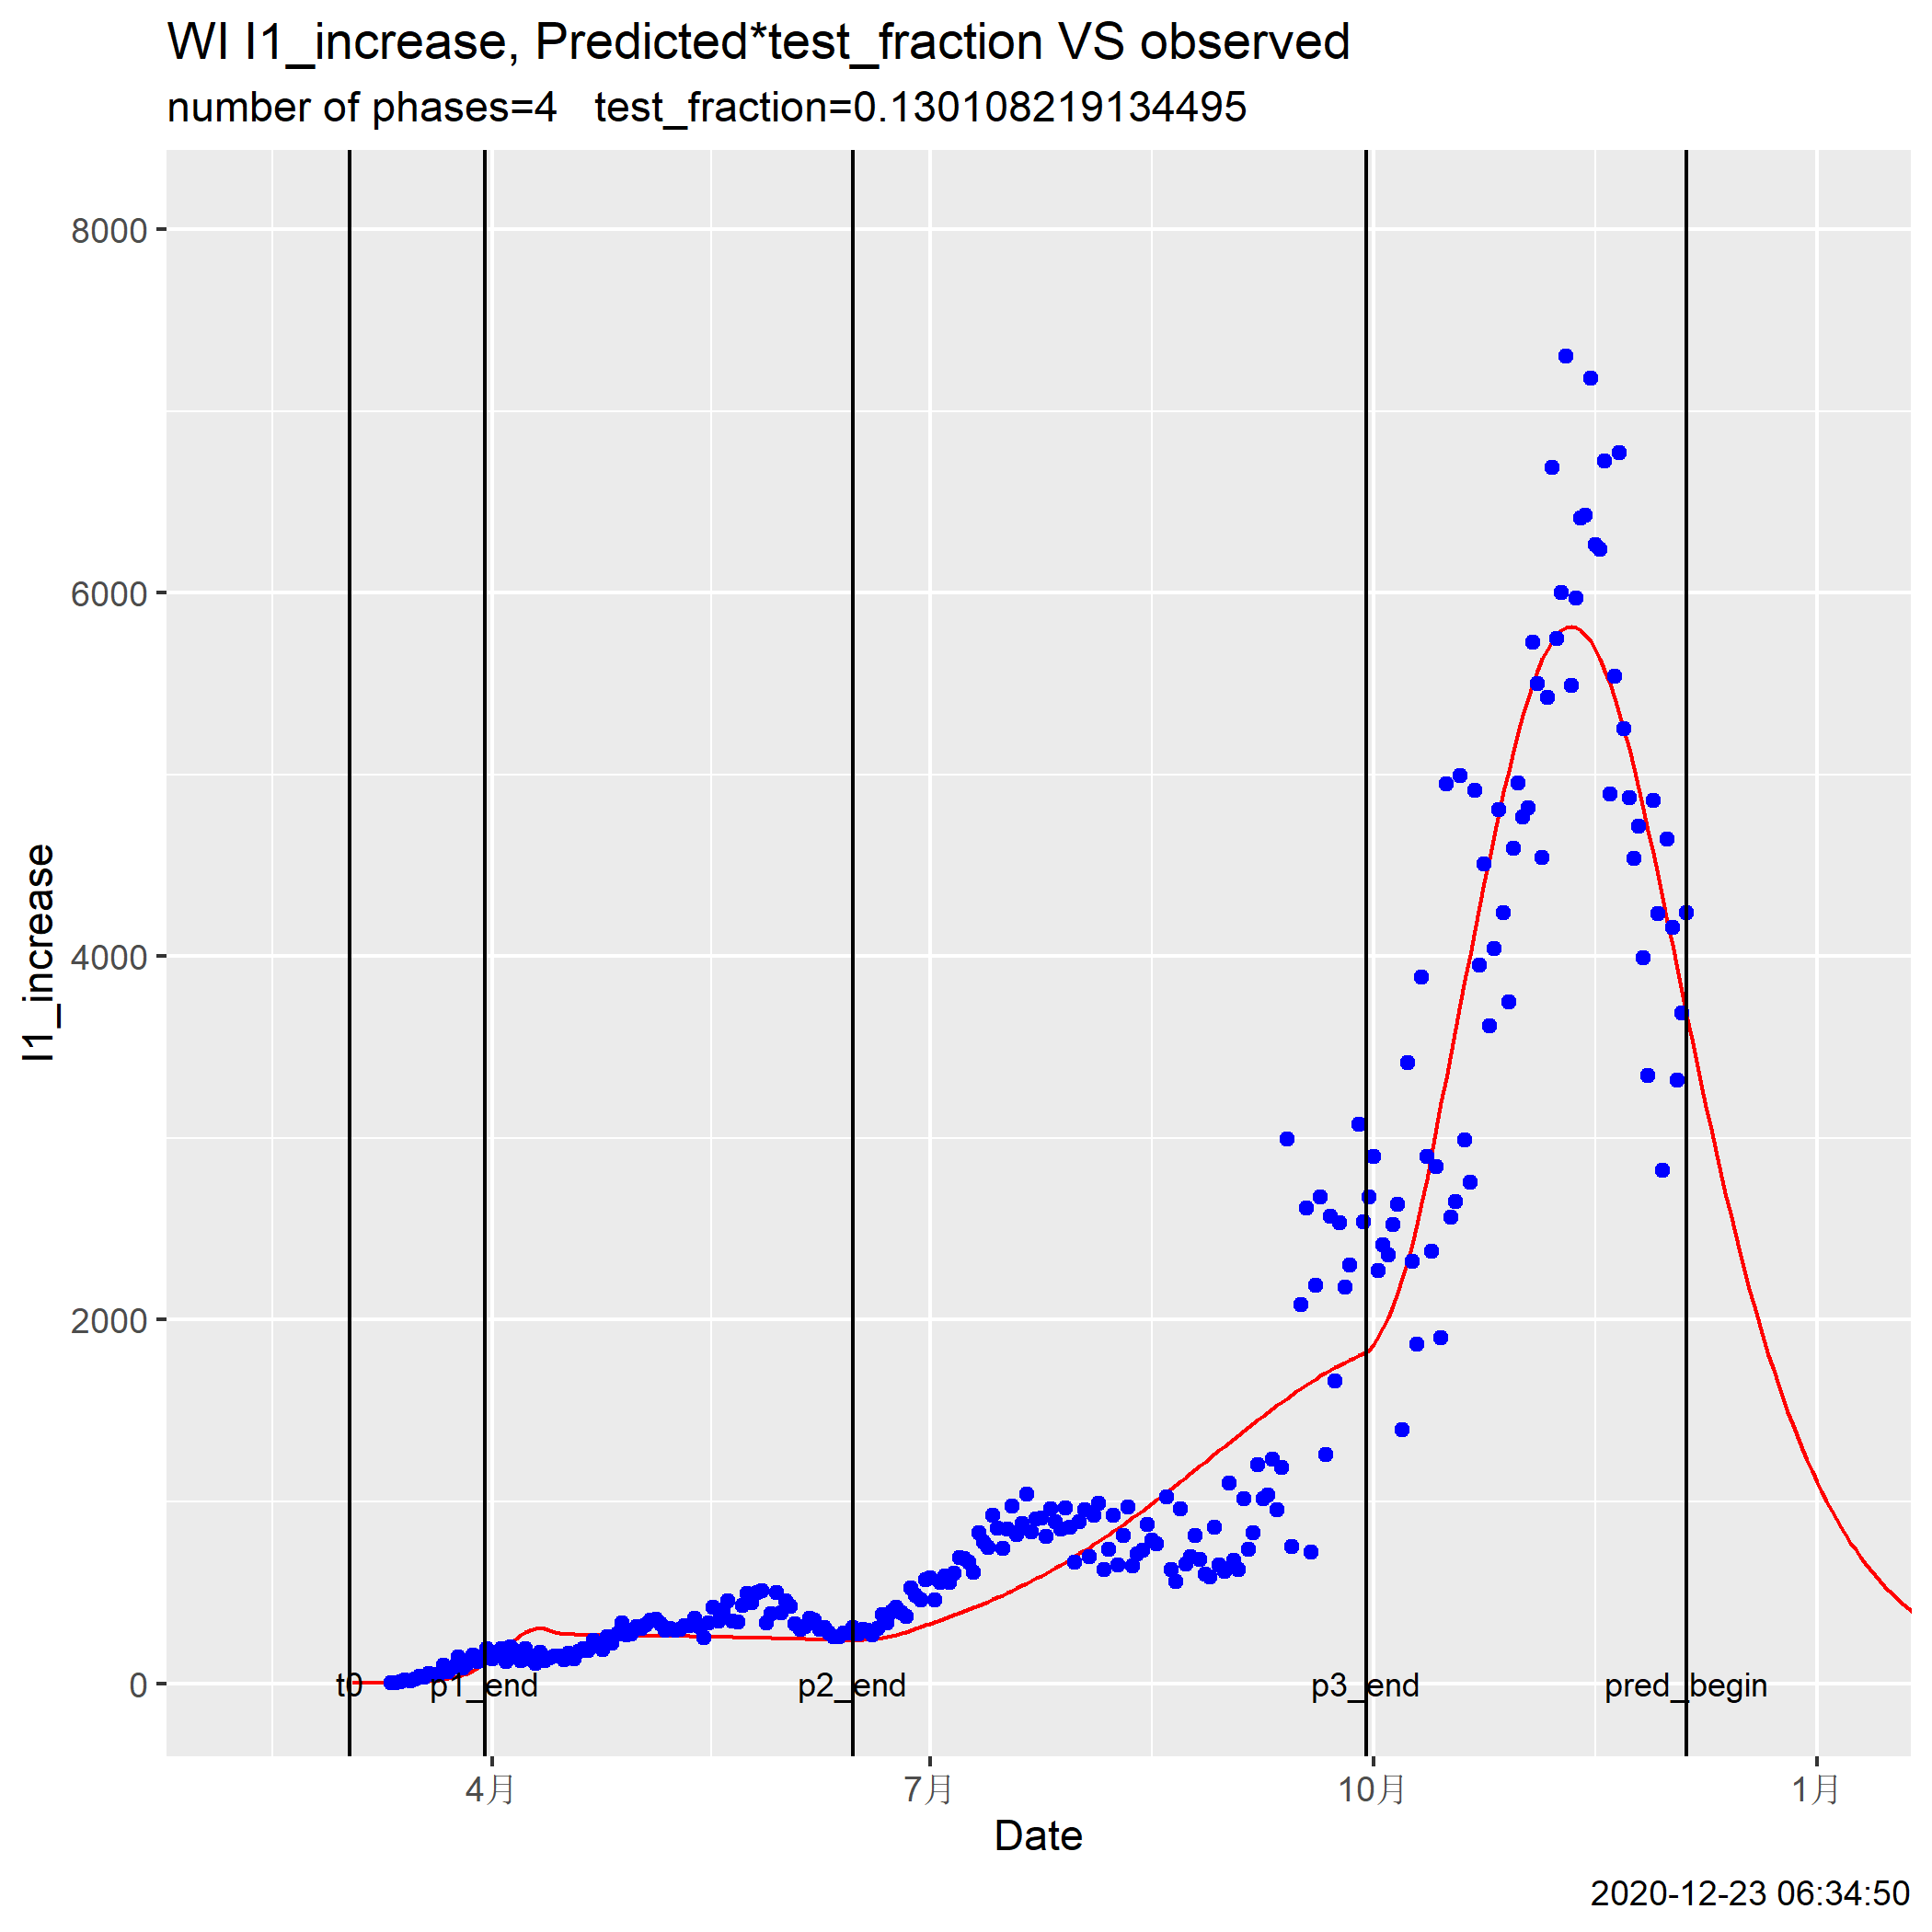 WI I1_increase, Predicted*test_fraction VS observed
number of phases=4 test_fraction=0.130108219134495
8000
6000
4000
2000
0
I1_increase
t0
p1_end
p2_end
p3_end
pred_begin
4月
7月
10月
1月
Date
2020-12-23 06:34:50